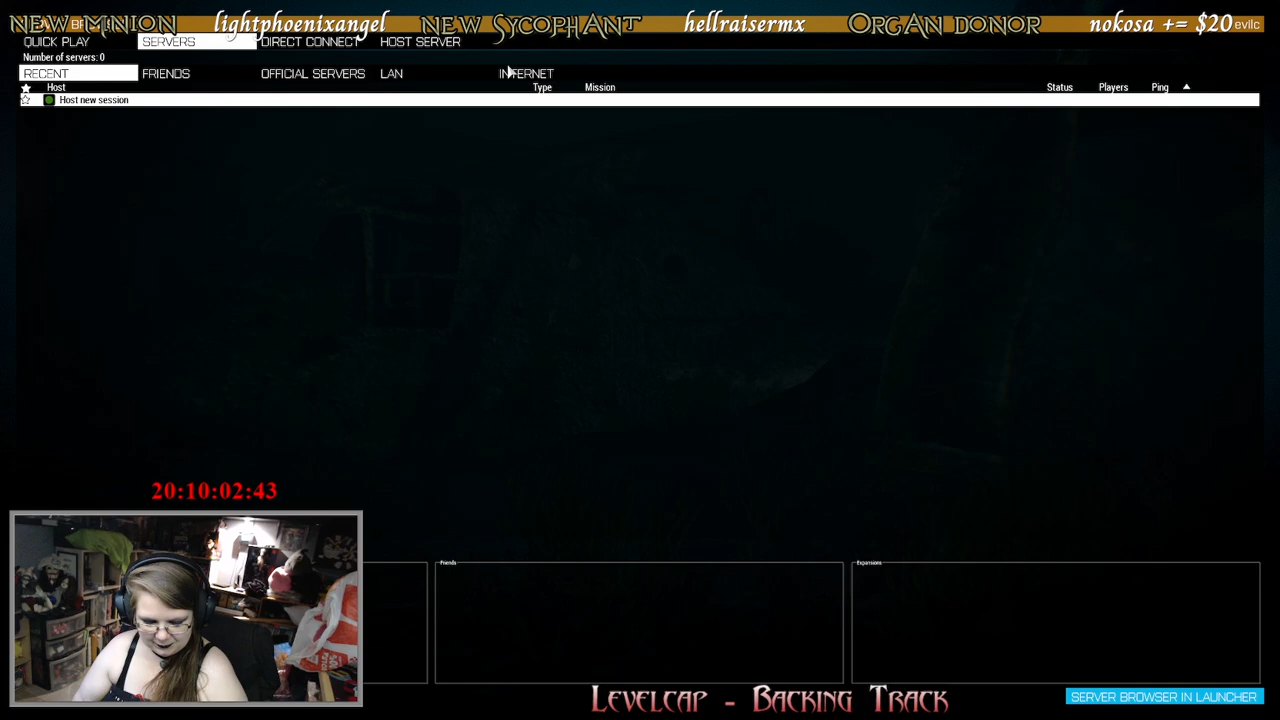 NEW MINION lightphoenixangel NEW SYCOPHANT hellraisermx ORGAN DONOR nokosa += $20 evilc
QUICK PLAY SERVERS DIRECT CONNECT HOST SERVER
Number of servers: 0
RECENT FRIENDS OFFICIAL SERVERS LAN INTERNET
Host Type Mission Status Players Ping
Host new session
20:10:02:43
Friends Expansions
LEVELCAP - BACKING TRACK
SERVER BROWSER IN LAUNCHER